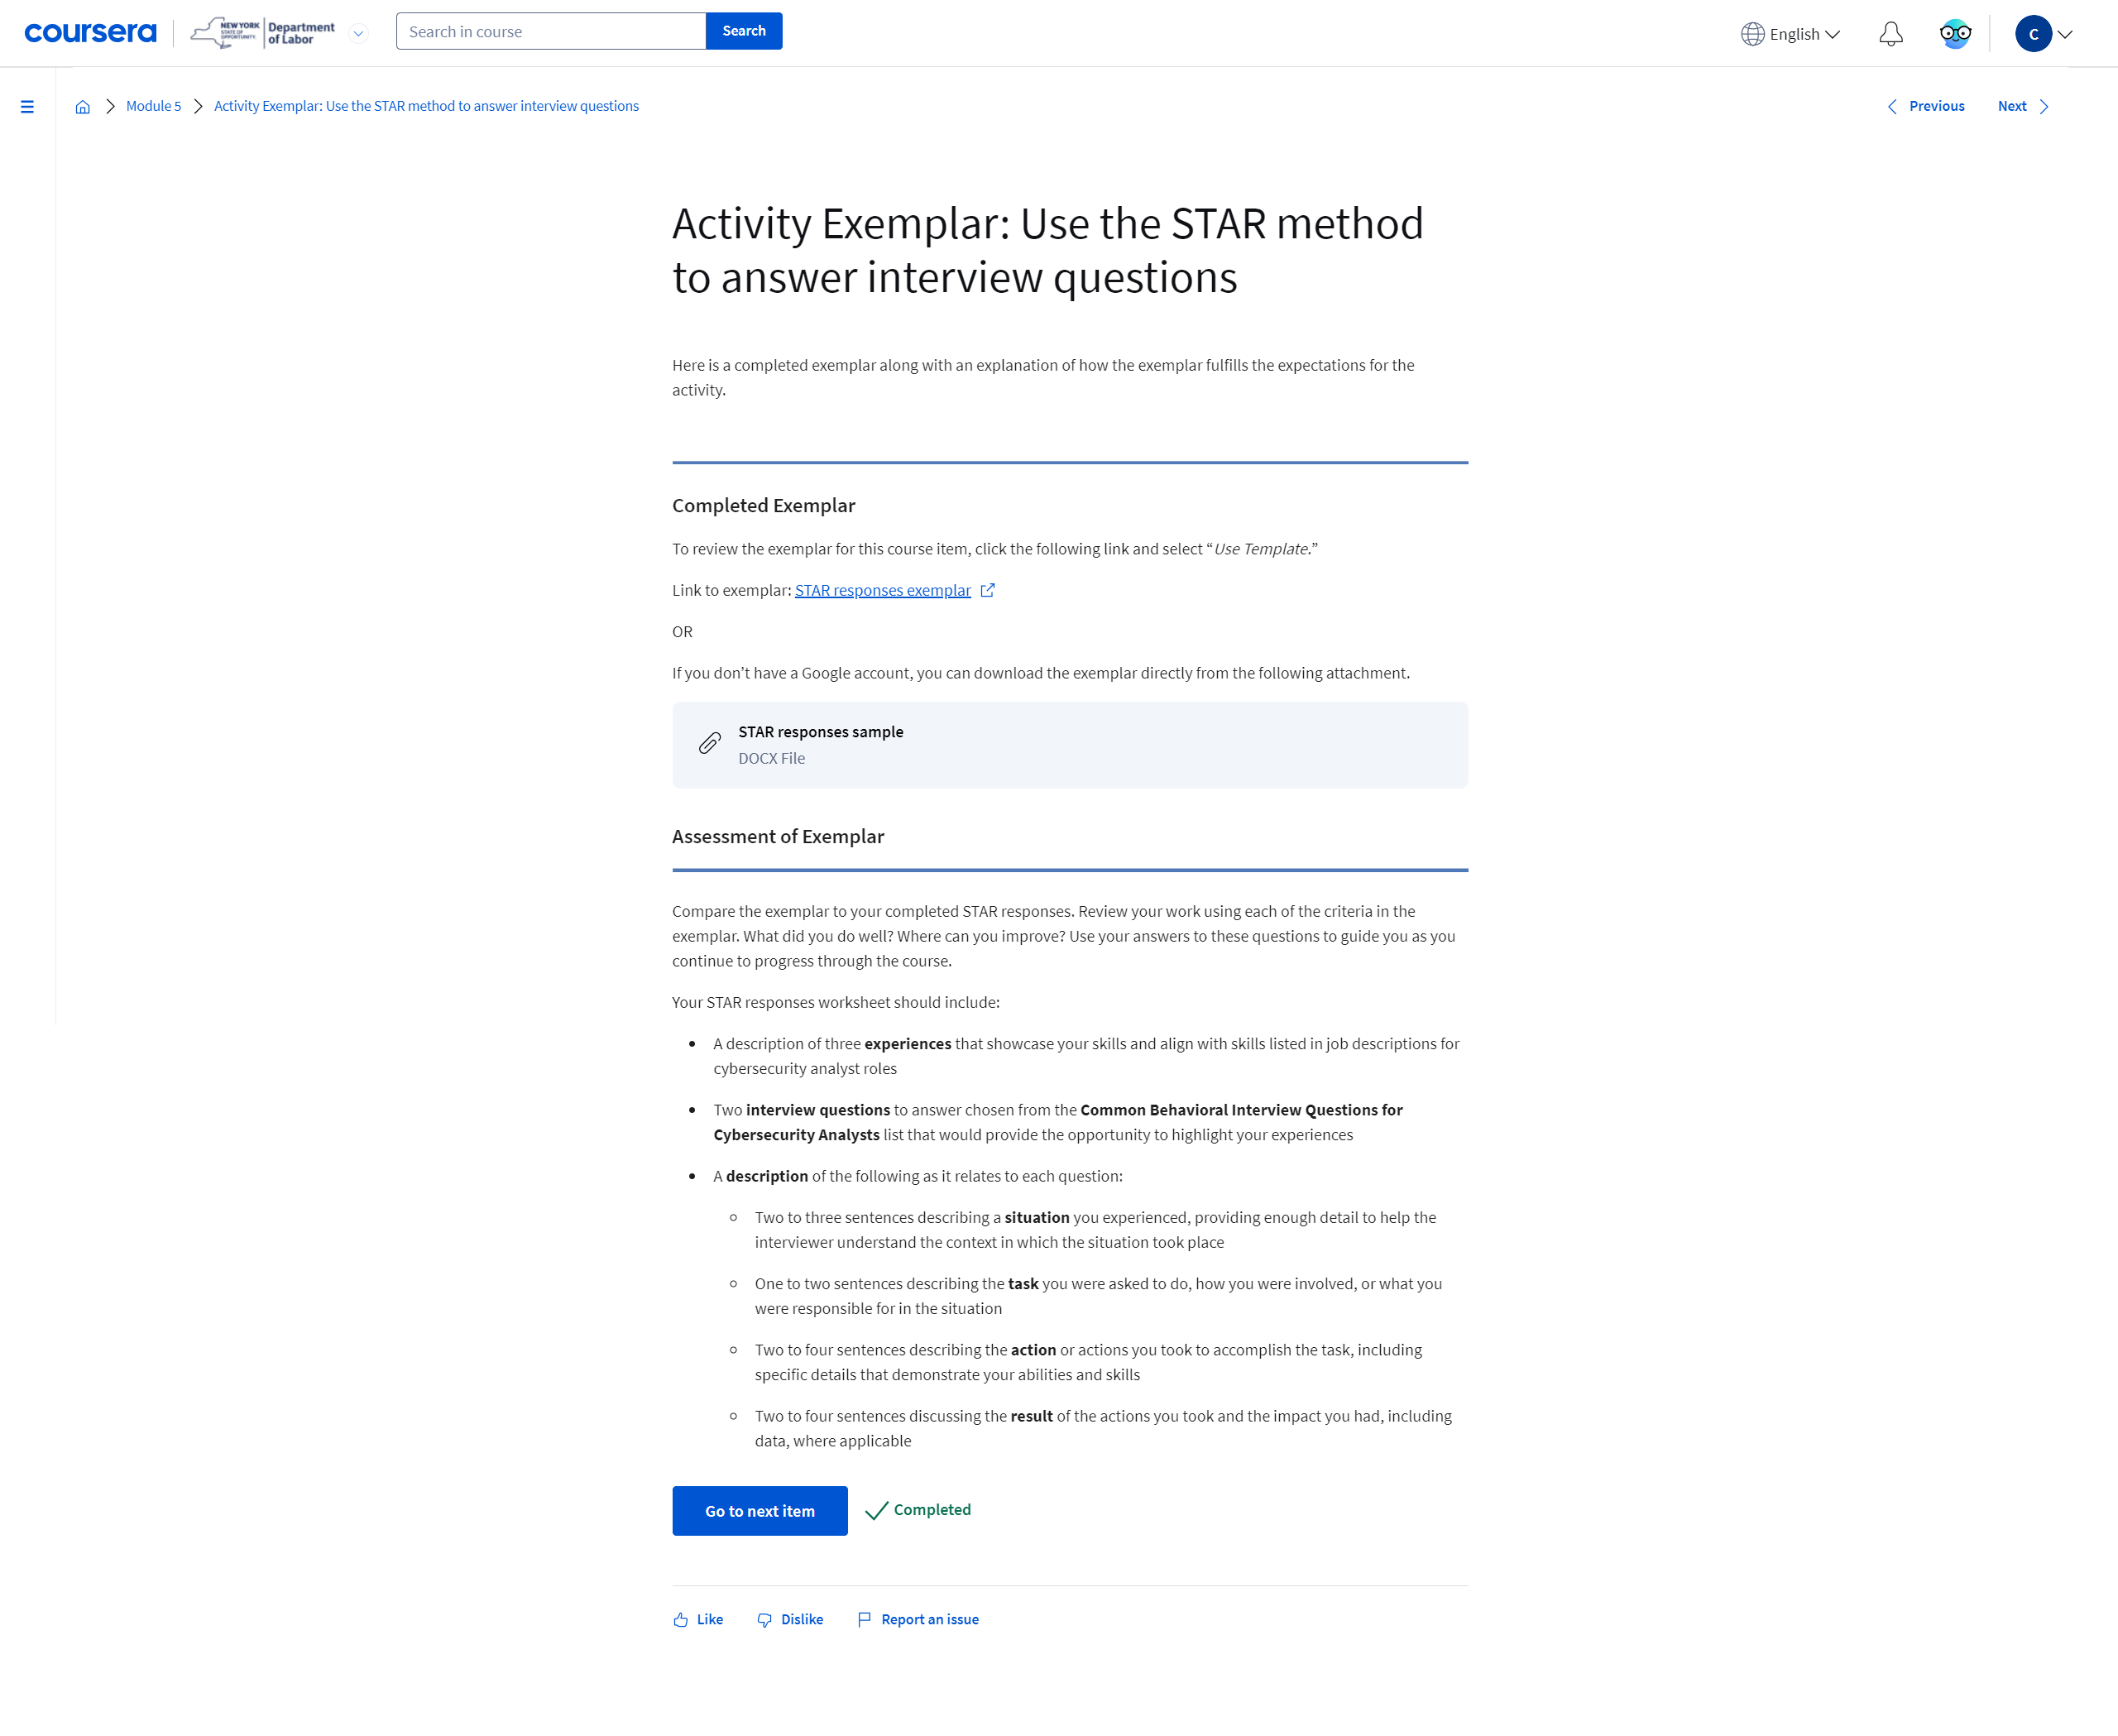 coursera
NEW YORK
STATE OF
OPPORTUNITY.
Department
of Labor
Search in course
Search
English
C
Module 5
Activity Exemplar: Use the STAR method to answer interview questions
Previous
Next
Activity Exemplar: Use the STAR method
to answer interview questions
Here is a completed exemplar along with an explanation of how the exemplar fulfills the expectations for the
activity.
Completed Exemplar
To review the exemplar for this course item, click the following link and select “Use Template.”
Link to exemplar: STAR responses exemplar
OR
If you don’t have a Google account, you can download the exemplar directly from the following attachment.
STAR responses sample
DOCX File
Assessment of Exemplar
Compare the exemplar to your completed STAR responses. Review your work using each of the criteria in the
exemplar. What did you do well? Where can you improve? Use your answers to these questions to guide you as you
continue to progress through the course.
Your STAR responses worksheet should include:
A description of three experiences that showcase your skills and align with skills listed in job descriptions for
cybersecurity analyst roles
Two interview questions to answer chosen from the Common Behavioral Interview Questions for
Cybersecurity Analysts list that would provide the opportunity to highlight your experiences
A description of the following as it relates to each question:
Two to three sentences describing a situation you experienced, providing enough detail to help the
interviewer understand the context in which the situation took place
One to two sentences describing the task you were asked to do, how you were involved, or what you
were responsible for in the situation
Two to four sentences describing the action or actions you took to accomplish the task, including
specific details that demonstrate your abilities and skills
Two to four sentences discussing the result of the actions you took and the impact you had, including
data, where applicable
Go to next item
Completed
Like
Dislike
Report an issue